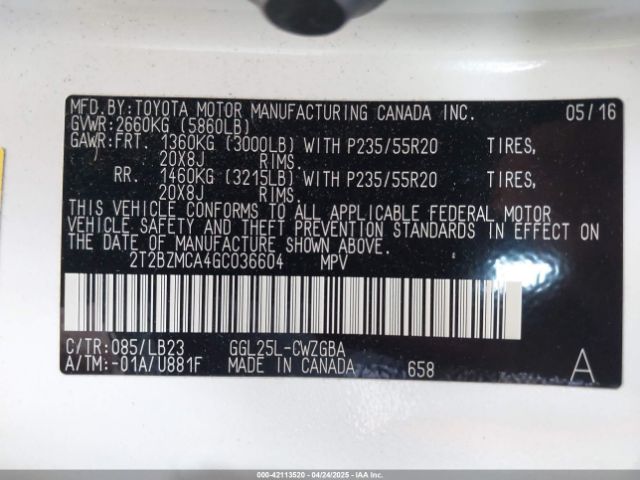 MFD.BY:TOYOTA MOTOR MANUFACTURING CANADA INC. 05/16
GVWR:2660KG (5860LB)
GAWR:FRT. 1360KG (3000LB) WITH P235/55R20 TIRES,
20X8J RIMS.
RR. 1460KG (3215LB) WITH P235/55R20 TIRES,
20X8J RIMS.
THIS VEHICLE CONFORMS TO ALL APPLICABLE FEDERAL MOTOR
VEHICLE SAFETY AND THEFT PREVENTION STANDARDS IN EFFECT
ON THE DATE OF MANUFACTURE SHOWN ABOVE.
2T2BZMCA4GC036604 MPV
C/TR:085/LB23 GGL25L-CWZGBA
A/TM:-01A/U881F MADE IN CANADA 658 A
000-42113520 - 04/24/2025 - IAAI.COM